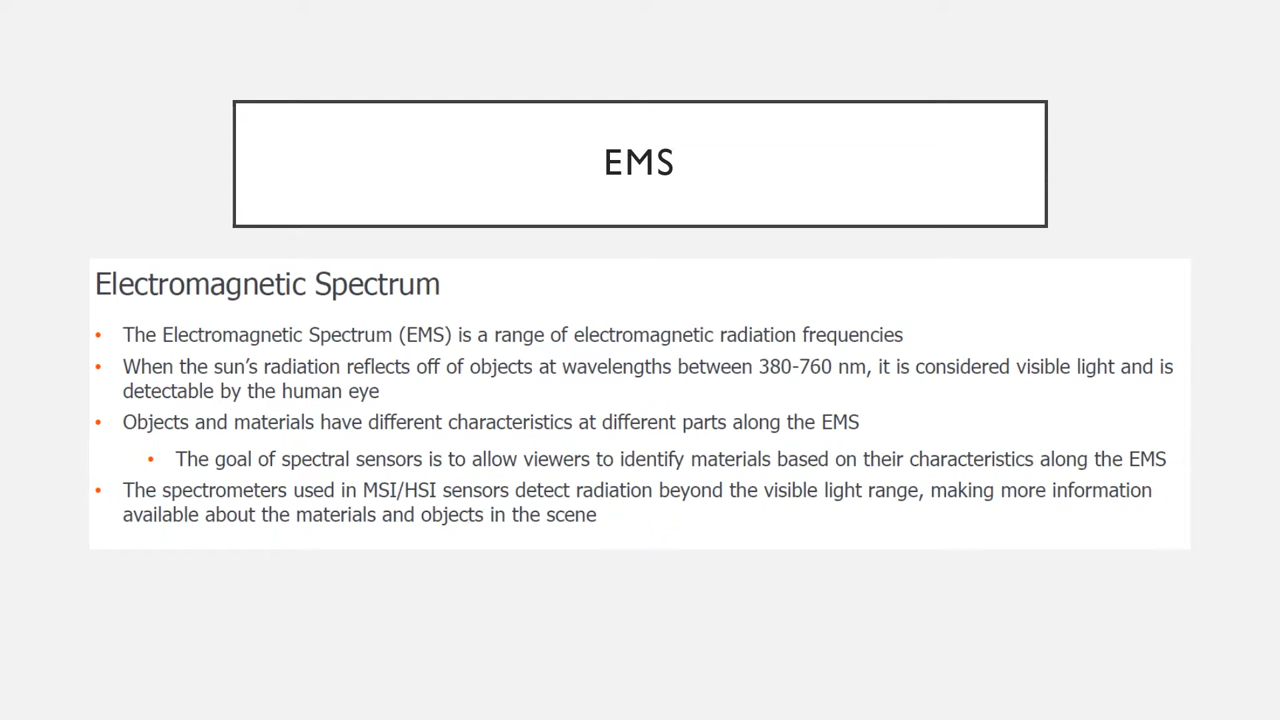 EMS
Electromagnetic Spectrum
• The Electromagnetic Spectrum (EMS) is a range of electromagnetic radiation frequencies
• When the sun's radiation reflects off of objects at wavelengths between 380-760 nm, it is considered visible light and is
detectable by the human eye
• Objects and materials have different characteristics at different parts along the EMS
• The goal of spectral sensors is to allow viewers to identify materials based on their characteristics along the EMS
• The spectrometers used in MSI/HSI sensors detect radiation beyond the visible light range, making more information
available about the materials and objects in the scene